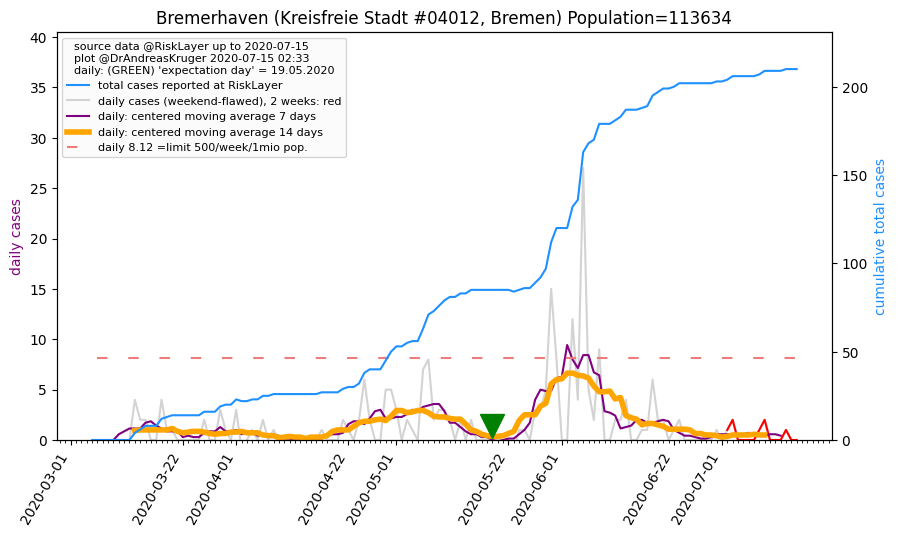 Bremerhaven (Kreisfreie Stadt #04012, Bremen) Population=113634
source data @RiskLayer up to 2020-07-15
plot @DrAndreasKruger 2020-07-15 02:33
daily: (GREEN) 'expectation day' = 19.05.2020
total cases reported at RiskLayer
daily cases (weekend-flawed), 2 weeks: red
daily: centered moving average 7 days
daily: centered moving average 14 days
daily 8.12 =limit 500/week/1mio pop.
daily cases
40
35
30
25
20
15
10
5
0
cumulative total cases
200
150
100
50
0
2020-03-01
2020-03-22
2020-04-01
2020-04-22
2020-05-01
2020-05-22
2020-06-01
2020-06-22
2020-07-01